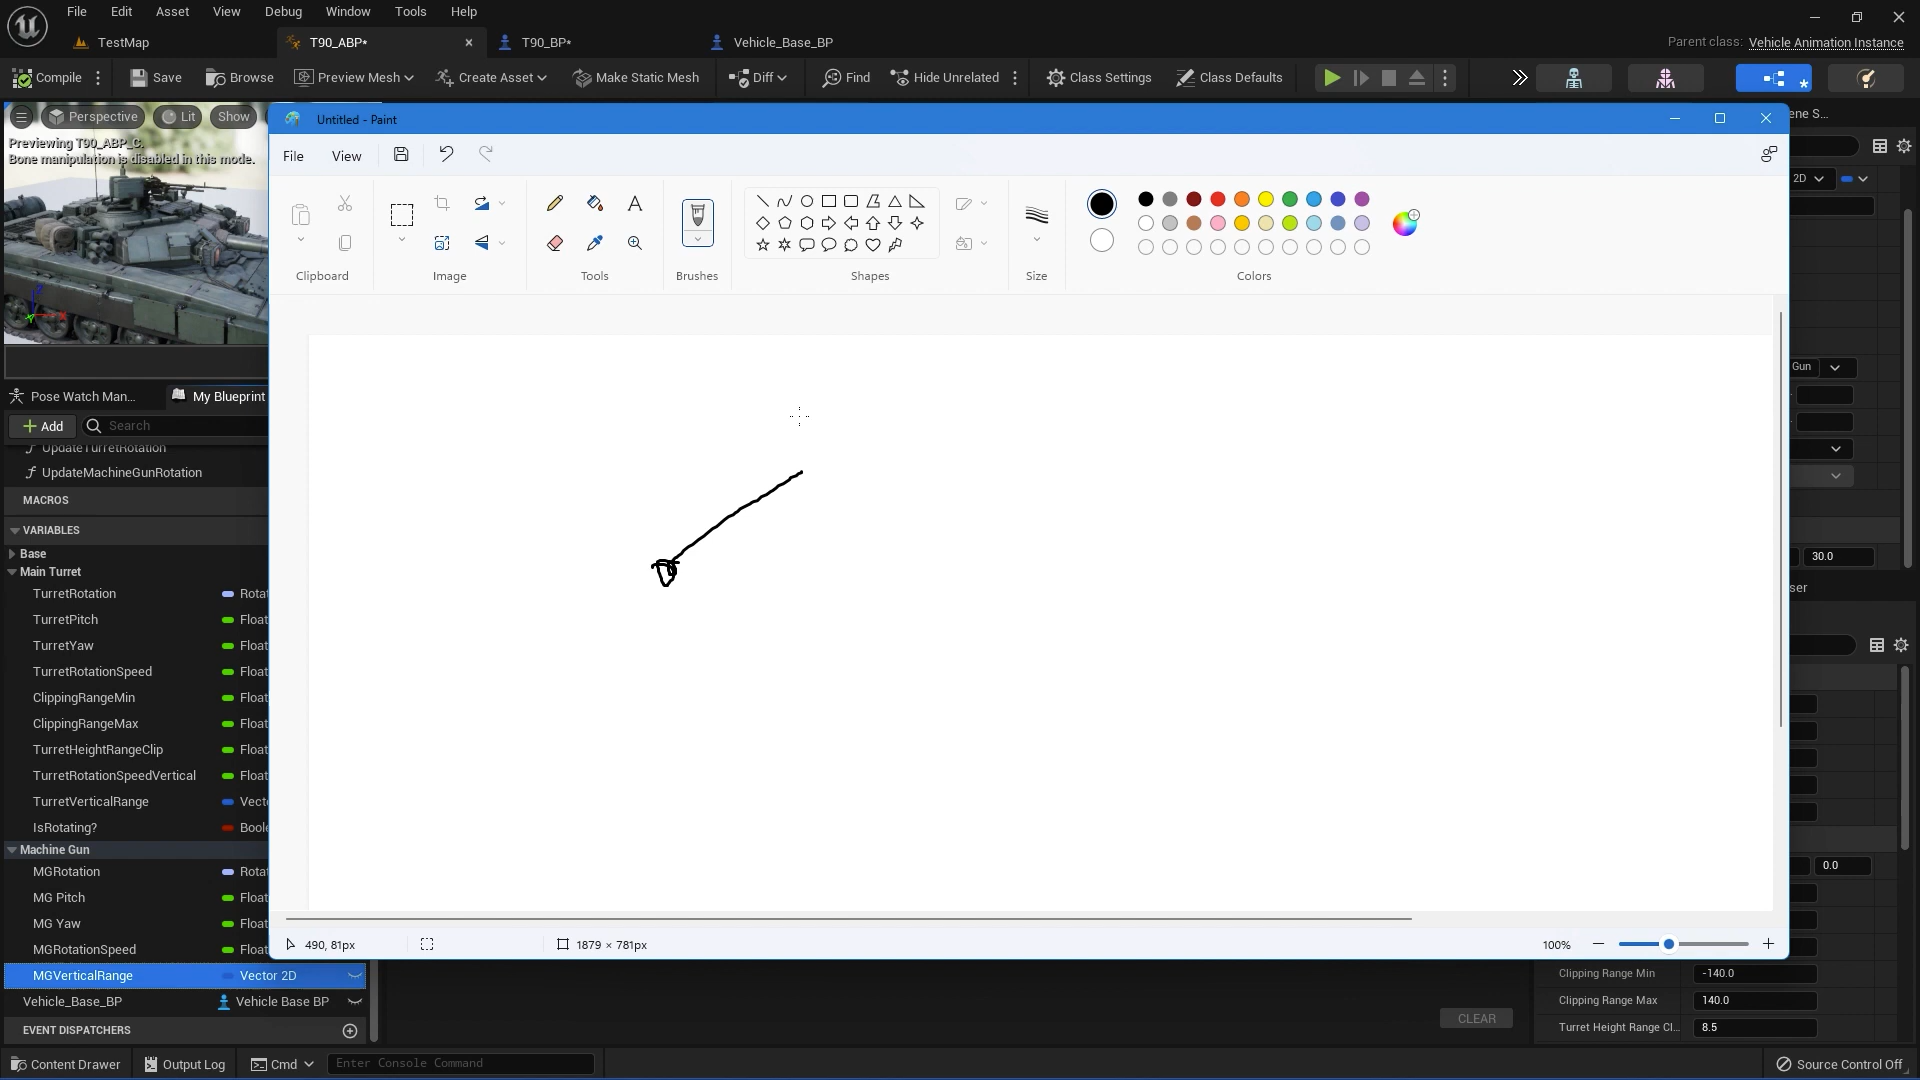 File Edit Asset View Debug Window Tools Help
TestMap T90_ABP* T90_BP* Vehicle_Base_BP Parent class: Vehicle Animation Instance
Compile Save Browse Preview Mesh Create Asset Make Static Mesh Diff Find Hide Unrelated Class Settings Class Defaults
Perspective Lit Show
Previewing T90_ABP_C.
Bone manipulation is disabled in this mode.
Untitled - Paint
File View
Clipboard Image Tools Brushes Shapes Size Colors
2D
Gun
30.0
Pose Watch Man... My Blueprint
Add Search
UpdateTurretRotation
UpdateMachineGunRotation
MACROS
VARIABLES
Base
Main Turret
TurretRotation Rota
TurretPitch Float
TurretYaw Float
TurretRotationSpeed Float
ClippingRangeMin Float
ClippingRangeMax Float
TurretHeightRangeClip Float
TurretRotationSpeedVertical Float
TurretVerticalRange Vect
IsRotating? Boole
Machine Gun
MGRotation Rota
MG Pitch Float
MG Yaw Float
MGRotationSpeed Float
MGVerticalRange Vector 2D
Vehicle_Base_BP Vehicle Base BP
EVENT DISPATCHERS
0.0
490, 81px 1879 × 781px 100%
Clipping Range Min -140.0
Clipping Range Max 140.0
Turret Height Range Cl... 8.5
CLEAR
Content Drawer Output Log Cmd Enter Console Command Source Control Off